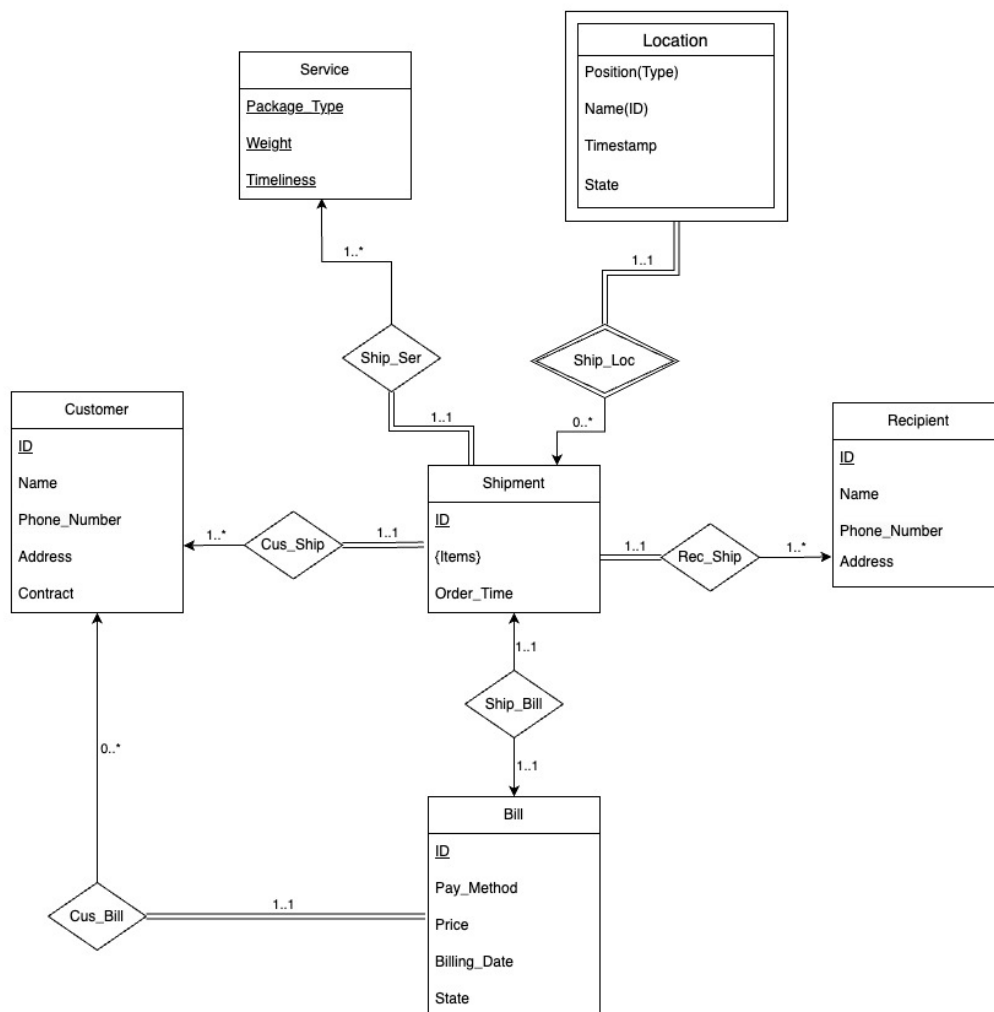 Location
Position(Type)
Name(ID)
Timestamp
State
Service
Package_Type
Weight
Timeliness
1..*
1..1
Ship_Ser
Ship_Loc
1..1
0..*
Customer
ID
Name
Phone_Number
Address
Contract
Shipment
ID
{Items}
Order_Time
Recipient
ID
Name
Phone_Number
Address
1..*
Cus_Ship
1..1
1..1
Rec_Ship
1..*
1..1
Ship_Bill
1..1
0..*
Cus_Bill
1..1
Bill
ID
Pay_Method
Price
Billing_Date
State